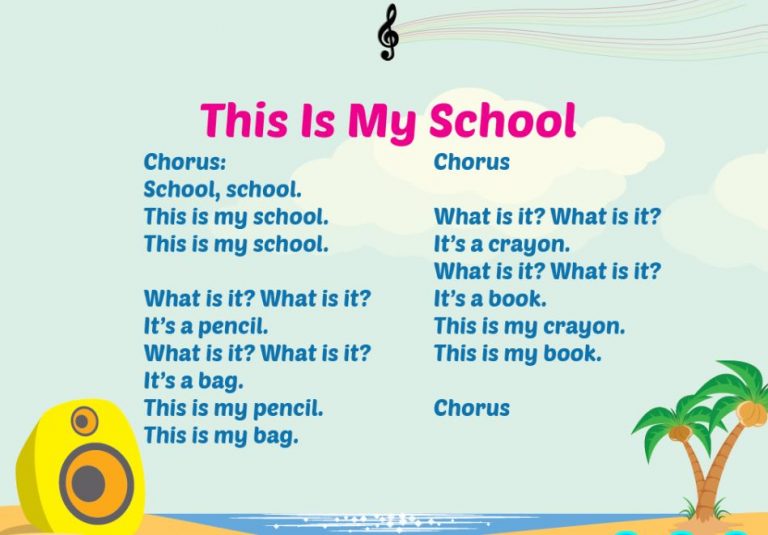 This Is My School
Chorus:
School, school.
This is my school.
This is my school.
What is it? What is it?
It's a pencil.
What is it? What is it?
It's a bag.
This is my pencil.
This is my bag.
Chorus
What is it? What is it?
It's a crayon.
What is it? What is it?
It's a book.
This is my crayon.
This is my book.
Chorus